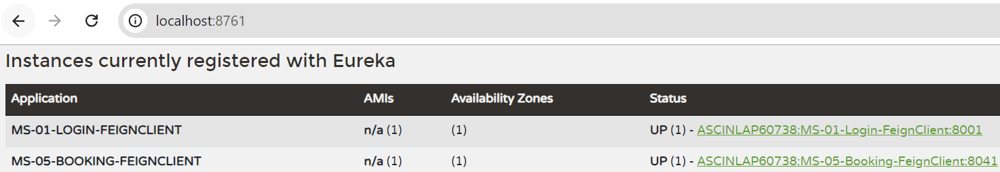 localhost:8761
Instances currently registered with Eureka
Application AMIs Availability Zones Status
MS-01-LOGIN-FEIGNCLIENT n/a (1) (1) UP (1) - ASCINLAP60738:MS-01-Login-FeignClient:8001
MS-05-BOOKING-FEIGNCLIENT n/a (1) (1) UP (1) - ASCINLAP60738:MS-05-Booking-FeignClient:8041